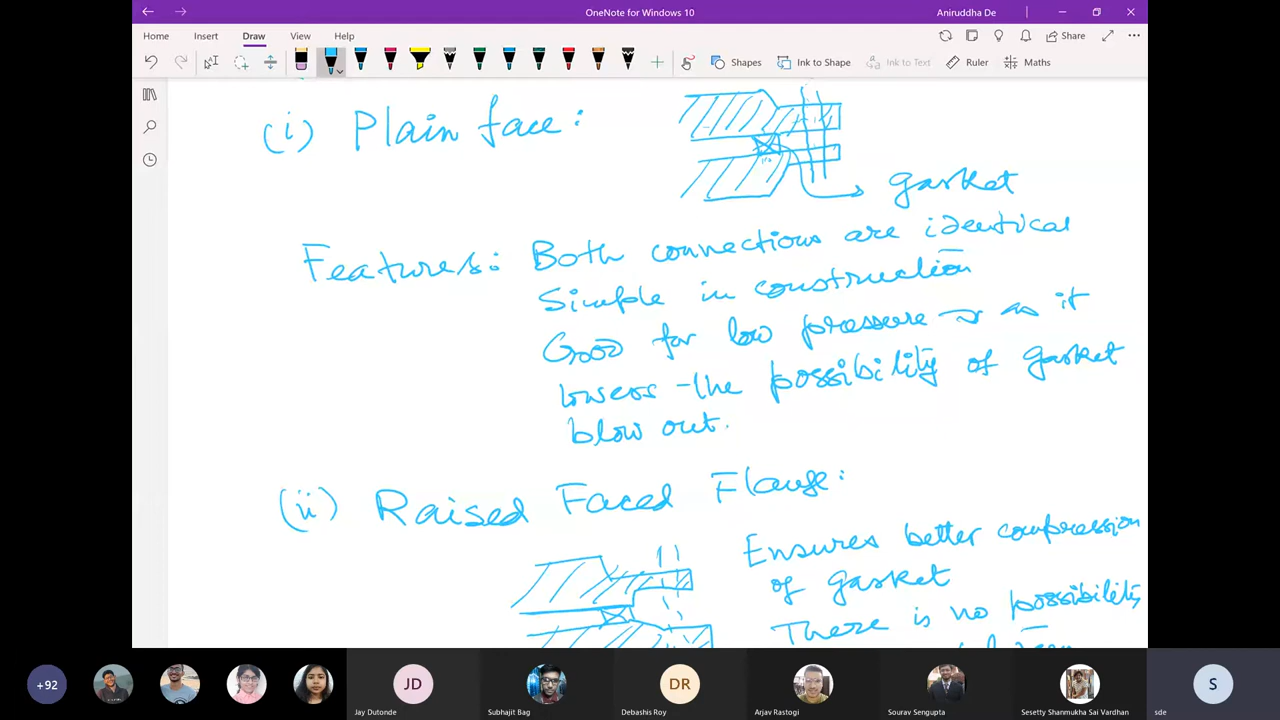 OneNote for Windows 10
Aniruddha De
Home Insert Draw View Help
Share
Shapes Ink to Shape Ink to Text Ruler Maths
(i) Plain face:
gasket
Features: Both connections are identical
Simple in construction
Good for low pressure as it
lowers the possibility of gasket
blow out.
(ii) Raised Faced Flange:
Ensures better compression
of gasket
There is no possibility
+92
JD
DR
S
Jay Dutonde
Subhajit Bag
Debashis Roy
Arjav Rastogi
Sourav Sengupta
Sesetty Shanmukha Sai Vardhan
sde